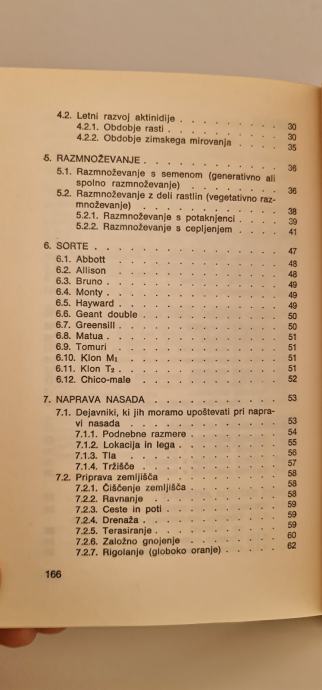 4.2. Letni razvoj aktinidije . . . . . . . . . 30
4.2.1. Obdobje rasti . . . . . . . . . 30
4.2.2. Obdobje zimskega mirovanja . . . . 35
5. RAZMNOŽEVANJE . . . . . . . . . . . 36
5.1. Razmnoževanje s semenom (generativno ali
spolno razmnoževanje) . . . . . . . . 36
5.2. Razmnoževanje z deli rastlin (vegetativno raz-
množevanje) . . . . . . . . . . . 38
5.2.1. Razmnoževanje s potaknjenci . . . . 39
5.2.2. Razmnoževanje s cepljenjem . . . . 41
6. SORTE . . . . . . . . . . . . . . 47
6.1. Abbott . . . . . . . . . . . . . 48
6.2. Allison . . . . . . . . . . . . . 48
6.3. Bruno . . . . . . . . . . . . . 49
6.4. Monty . . . . . . . . . . . . . 49
6.5. Hayward . . . . . . . . . . . . 49
6.6. Geant double . . . . . . . . . . . 50
6.7. Greensill . . . . . . . . . . . . 50
6.8. Matua . . . . . . . . . . . . . 51
6.9. Tomuri . . . . . . . . . . . . . 51
6.10. Klon M₁ . . . . . . . . . . . . 51
6.11. Klon T₂ . . . . . . . . . . . . 51
6.12. Chico-male . . . . . . . . . . . 52
7. NAPRAVA NASADA . . . . . . . . . . 53
7.1. Dejavniki, ki jih moramo upoštevati pri napra-
vi nasada . . . . . . . . . . . . 53
7.1.1. Podnebne razmere . . . . . . . 54
7.1.2. Lokacija in lega . . . . . . . . 55
7.1.3. Tla . . . . . . . . . . . . 56
7.1.4. Tržišče . . . . . . . . . . . 57
7.2. Priprava zemljišča . . . . . . . . . 58
7.2.1. Čiščenje zemljišča . . . . . . . 58
7.2.2. Ravnanje . . . . . . . . . . 58
7.2.3. Ceste in poti . . . . . . . . . 59
7.2.4. Drenaža . . . . . . . . . . 59
7.2.5. Terasiranje . . . . . . . . . 59
7.2.6. Založno gnojenje . . . . . . . 60
7.2.7. Rigolanje (globoko oranje) . . . . . 62
166